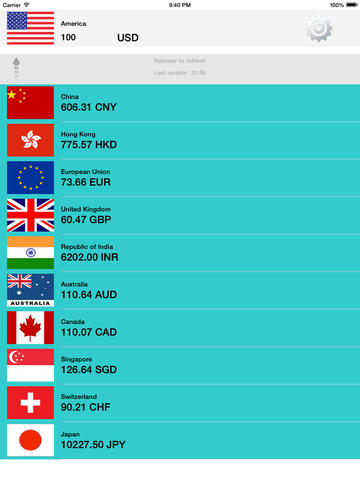 Carrier 9:40 PM 100%
America
100 USD
Release to refresh
Last update : 21:38
China
606.31 CNY
Hong Kong
775.57 HKD
European Union
73.66 EUR
United Kingdom
60.47 GBP
Republic of India
6202.00 INR
Australia
110.64 AUD
AUSTRALIA
Canada
110.07 CAD
Singapore
126.64 SGD
Switzerland
90.21 CHF
Japan
10227.50 JPY